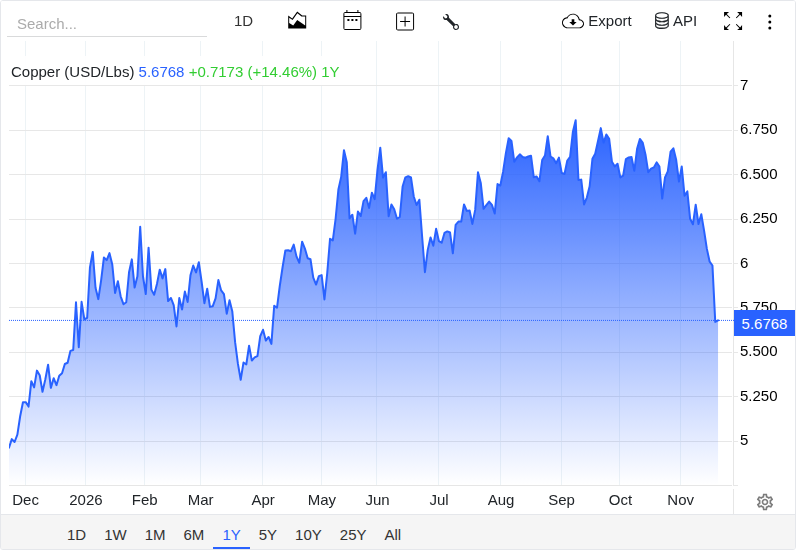 Search... 1D Export API
Copper (USD/Lbs) 5.6768 +0.7173 (+14.46%) 1Y
7
6.750
6.500
6.250
6
5.750
5.6768
5.500
5.250
5
Dec 2026 Feb Mar Apr May Jun Jul Aug Sep Oct Nov
1D 1W 1M 6M 1Y 5Y 10Y 25Y All